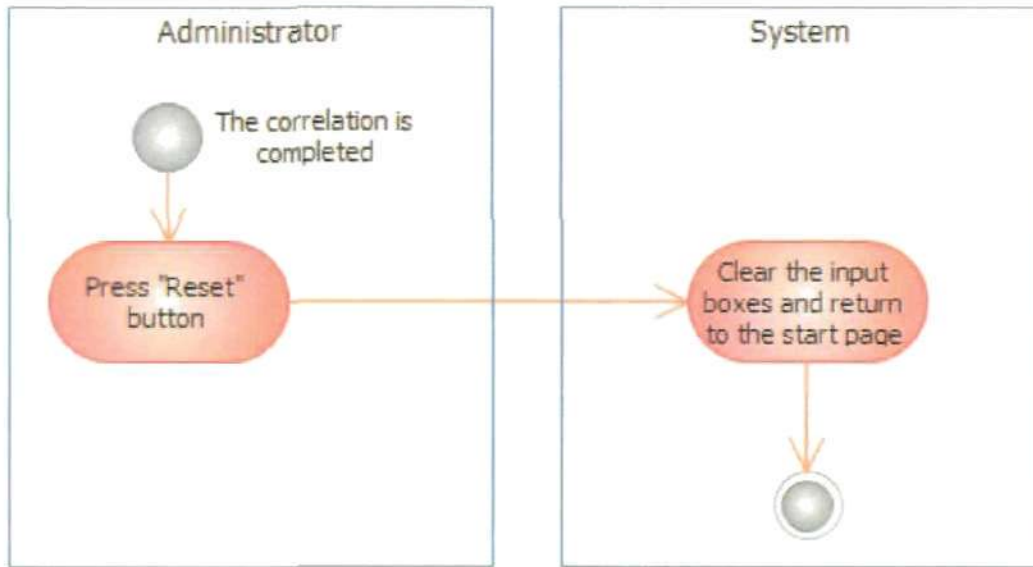 Administrator
The correlation is
completed
Press "Reset"
button
System
Clear the input
boxes and return
to the start page